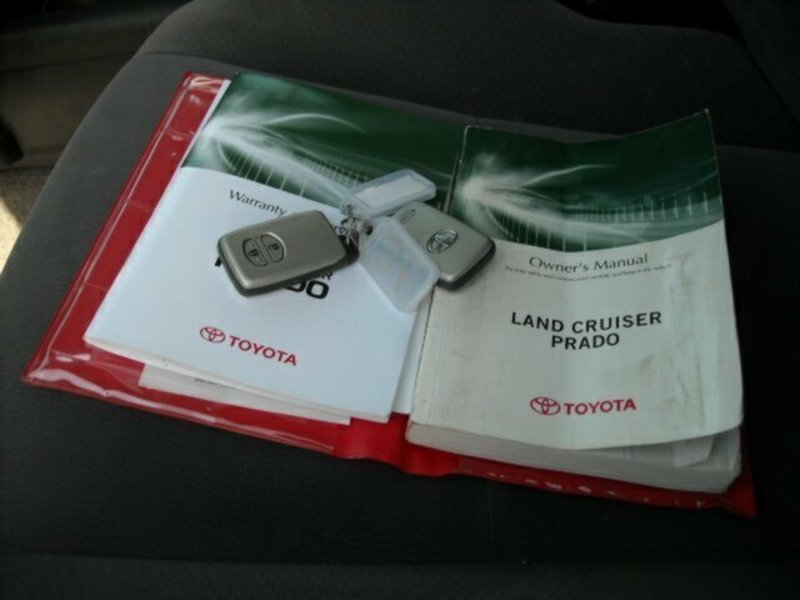 Warranty
TOYOTA
Owner's Manual
LAND CRUISER
PRADO
TOYOTA